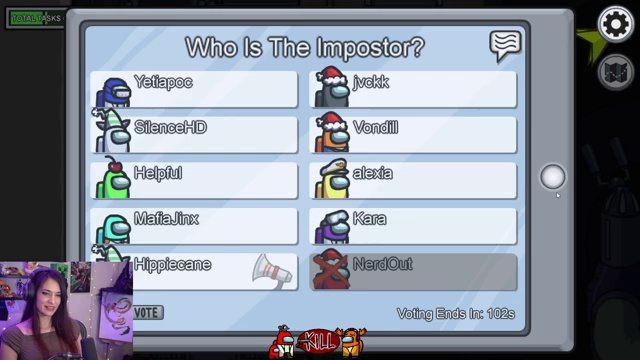 TOTAL TASKS
Who Is The Impostor?
Yetiapoc
jvckk
SilenceHD
Vondill
Helpful
alexia
MafiaJinx
Kara
Hippiecane
NerdOut
VOTE
Voting Ends In: 102s
KILL